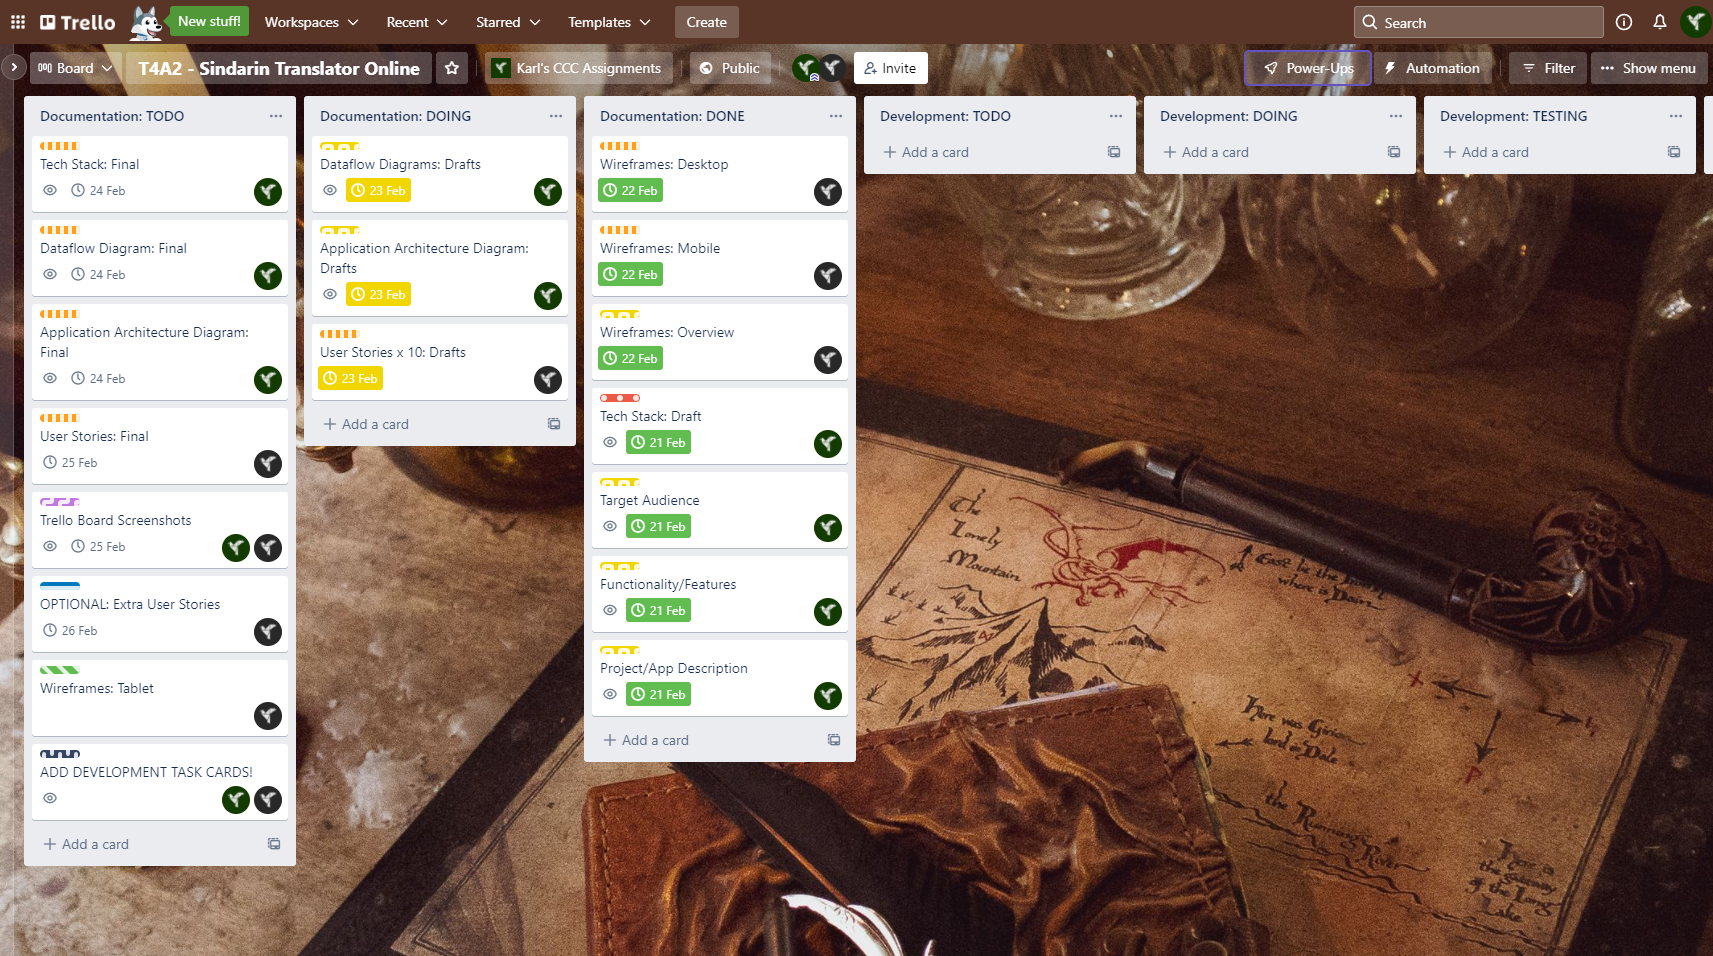 Trello
New stuff!
Workspaces
Recent
Starred
Templates
Create
Search
Board
T4A2 - Sindarin Translator Online
Karl's CCC Assignments
Public
Invite
Power-Ups
Automation
Filter
Show menu
Documentation: TODO
Tech Stack: Final
24 Feb
Dataflow Diagram: Final
24 Feb
Application Architecture Diagram:
Final
24 Feb
User Stories: Final
25 Feb
Trello Board Screenshots
25 Feb
OPTIONAL: Extra User Stories
26 Feb
Wireframes: Tablet
ADD DEVELOPMENT TASK CARDS!
Add a card
Documentation: DOING
Dataflow Diagrams: Drafts
23 Feb
Application Architecture Diagram:
Drafts
23 Feb
User Stories x 10: Drafts
23 Feb
Add a card
Documentation: DONE
Wireframes: Desktop
22 Feb
Wireframes: Mobile
22 Feb
Wireframes: Overview
22 Feb
Tech Stack: Draft
21 Feb
Target Audience
21 Feb
Functionality/Features
21 Feb
Project/App Description
21 Feb
Add a card
Development: TODO
Add a card
Development: DOING
Add a card
Development: TESTING
Add a card
The
Lonely
Mountain
East lie the
where is Dain
Here was Girion
lord in Dale
the Running River
Long
Lake